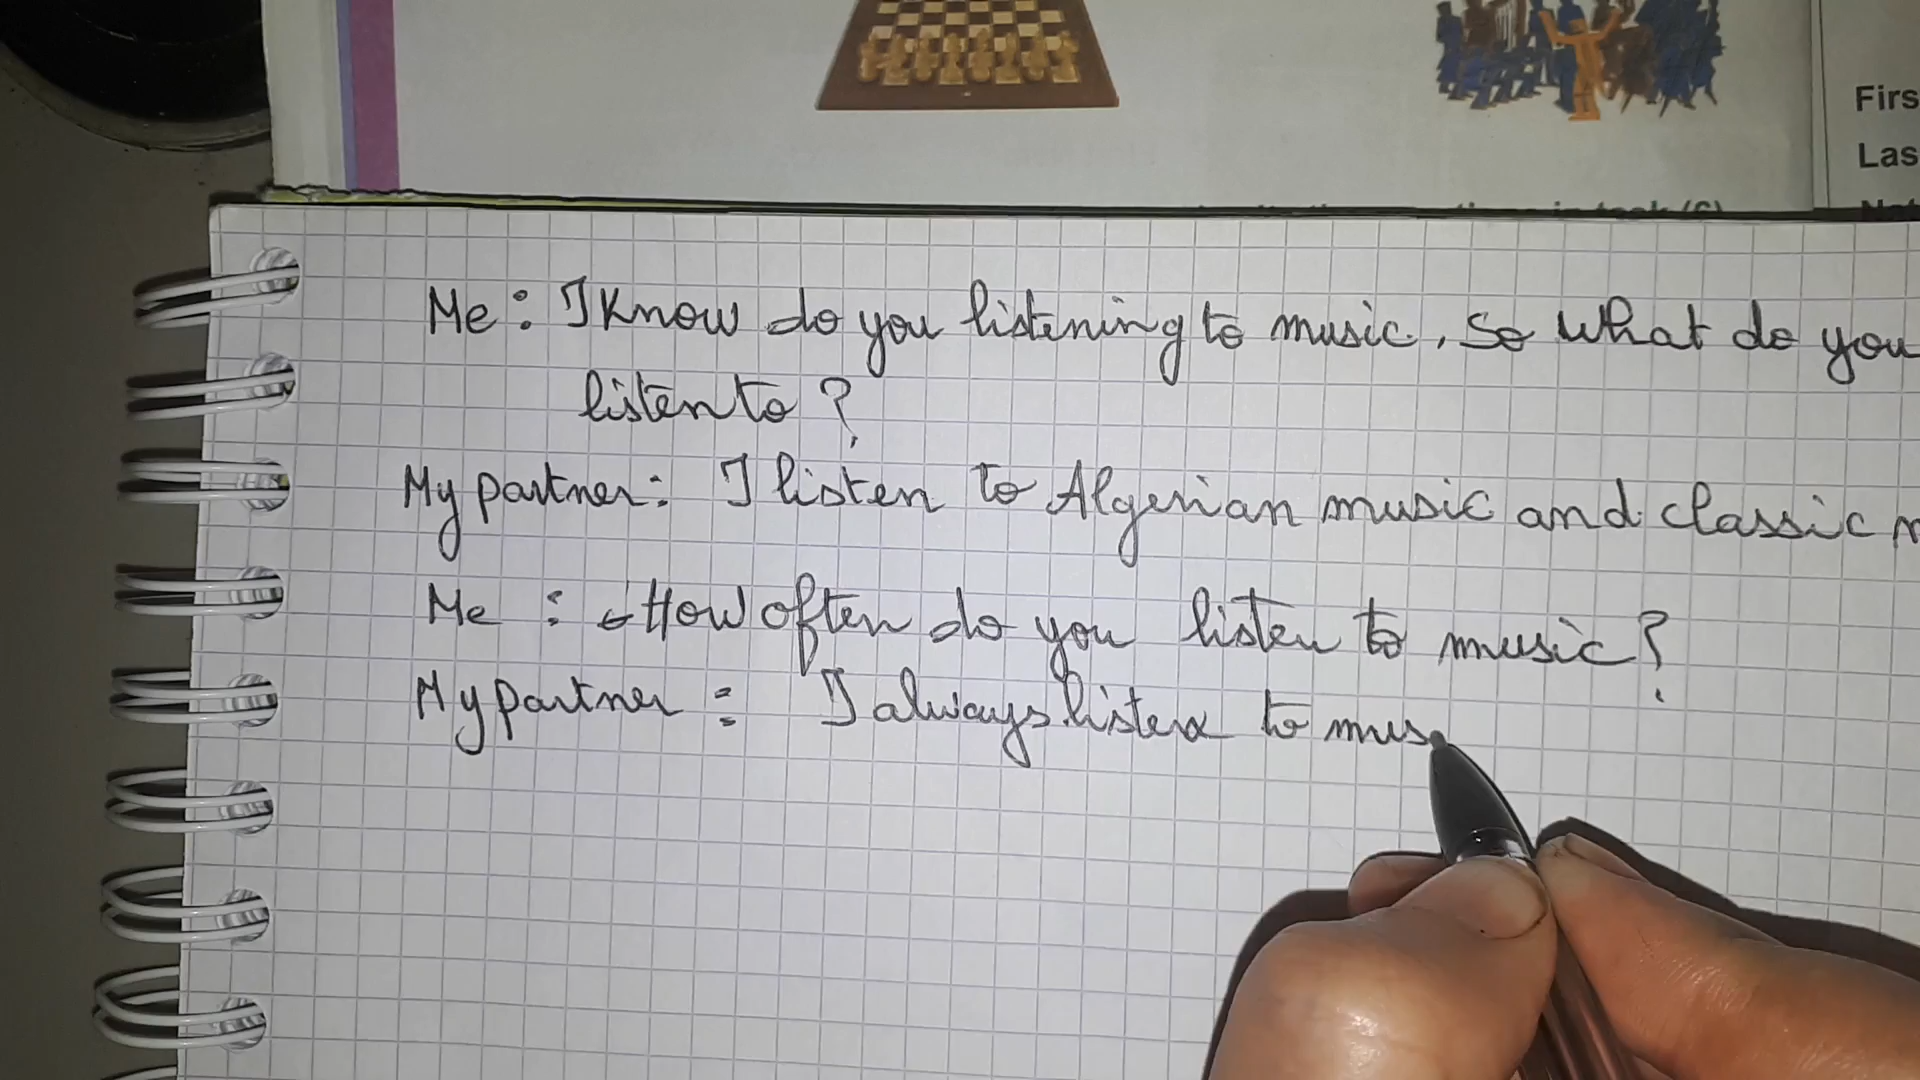 Firs
Las
Me: I know do you listening to music, so what do you
listen to ?
My partner: I listen to Algerian music and classic m
Me : How often do you listen to music?
My partner : I always listen to mus